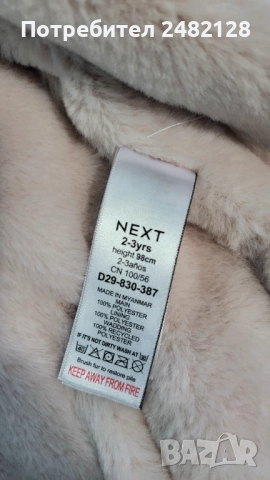 Потребител 2482128
NEXT
2-3yrs
height 98cm
2-3años
CN 100/56
D29-830-387
MADE IN MYANMAR
MAIN
100% POLYESTER
LINING
100% POLYESTER
WADDING
100% RECYCLED
POLYESTER
IF IT'S NOT DIRTY WASH AT
Brush fur to restore pile
KEEP AWAY FROM FIRE
BAZAR